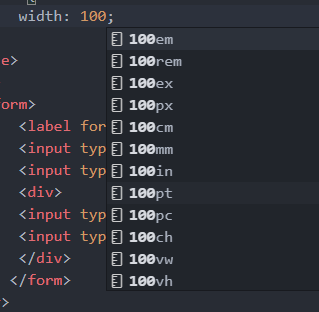 width: 100;
100em
100rem
e>
100ex
100px
orm>
100cm
<label for
100mm
<input typ
100in
<input typ
100pt
<div>
100pc
<input typ
100ch
<input typ
100vw
</div>
100vh
</form>
>